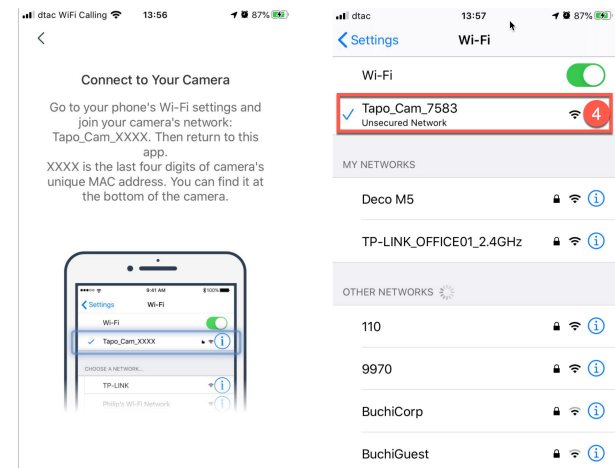 dtac WiFi Calling 13:56 87%
Connect to Your Camera
Go to your phone's Wi-Fi settings and
join your camera's network:
Tapo_Cam_XXXX. Then return to this
app.
XXXX is the last four digits of camera's
unique MAC address. You can find it at
the bottom of the camera.
9:41 AM 100%
Settings Wi-Fi
Wi-Fi
Tapo_Cam_XXXX
CHOOSE A NETWORK...
TP-LINK
Philip's Wi-Fi Network
dtac 13:57 87%
Settings Wi-Fi
Wi-Fi
Tapo_Cam_7583
Unsecured Network
4
MY NETWORKS
Deco M5
TP-LINK_OFFICE01_2.4GHz
OTHER NETWORKS
110
9970
BuchiCorp
BuchiGuest